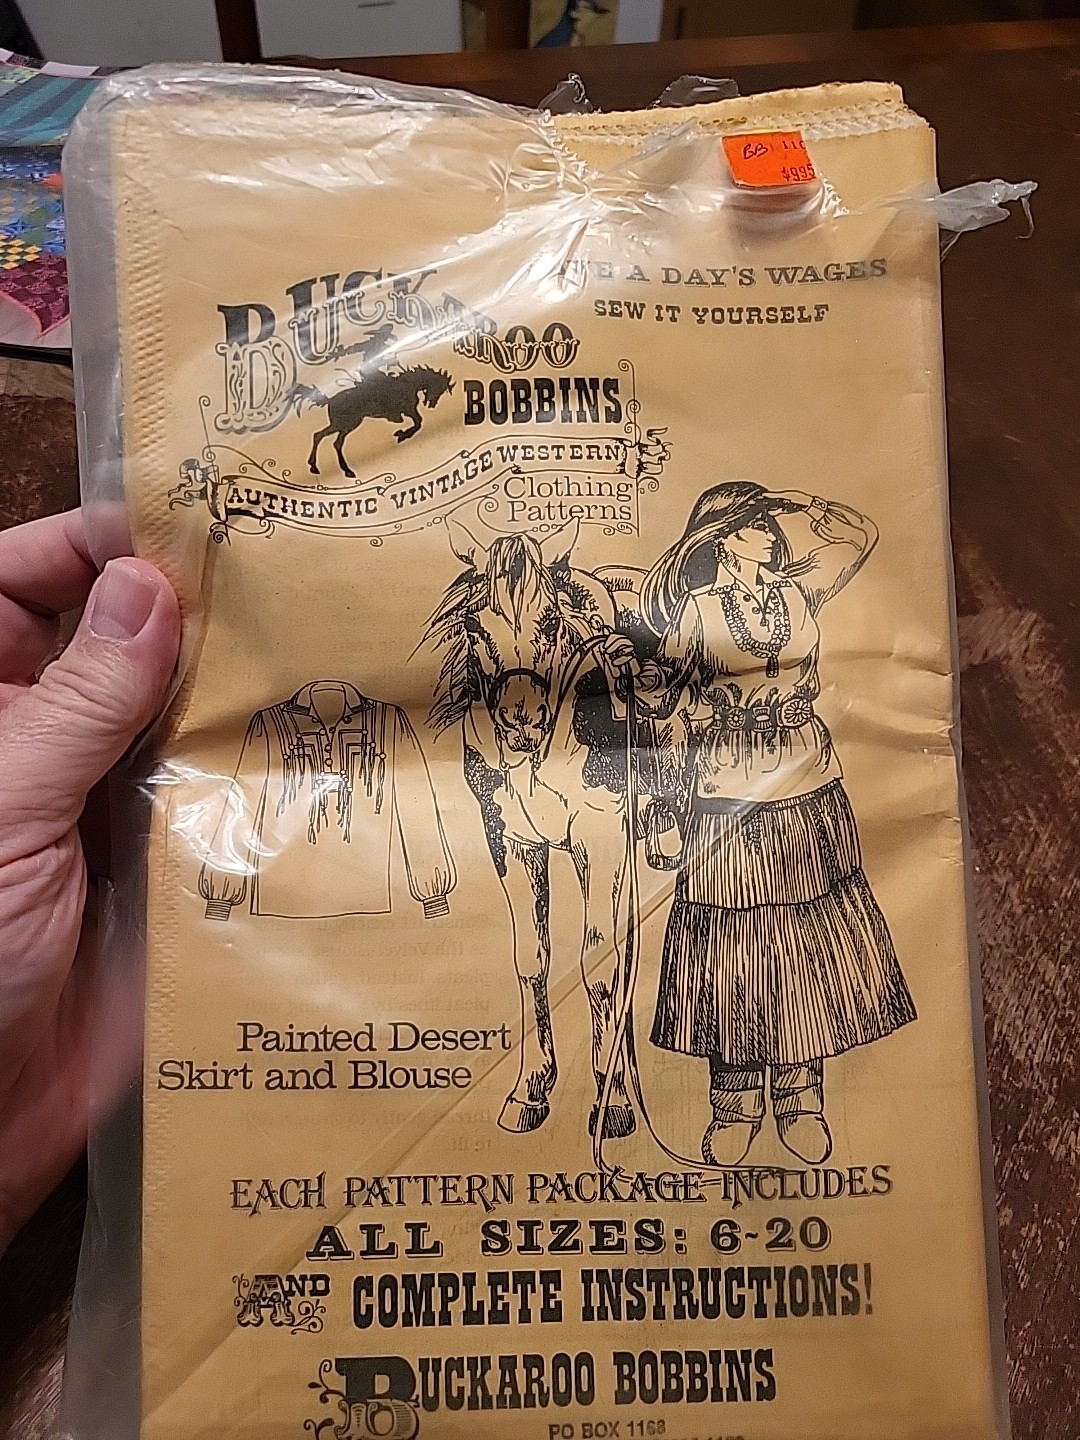 BB 110
$995
A DAY'S WAGES
SEW IT YOURSELF
BUCKAROO
BOBBINS
AUTHENTIC VINTAGE WESTERN
Clothing
Patterns
Painted Desert
Skirt and Blouse
EACH PATTERN PACKAGE INCLUDES
ALL SIZES: 6-20
AND COMPLETE INSTRUCTIONS!
BUCKAROO BOBBINS
PO BOX 1168